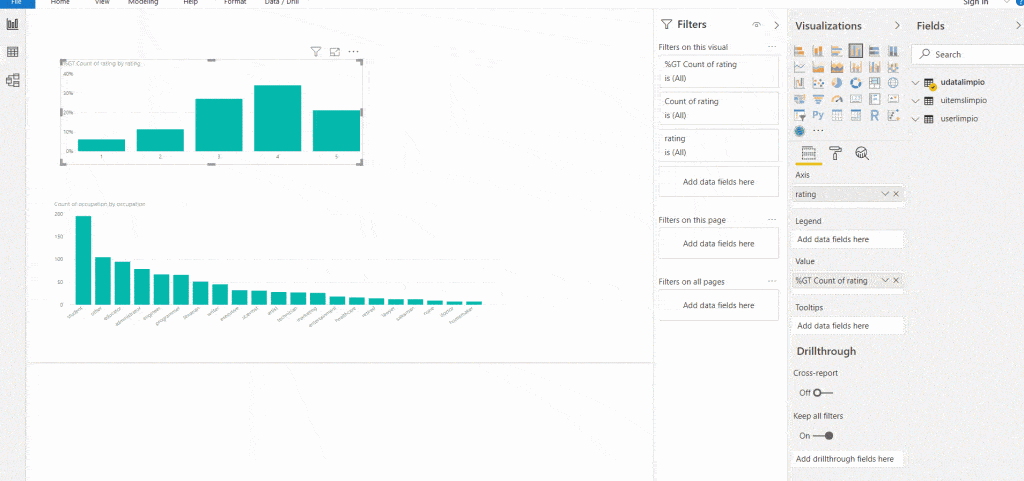 File Home View Modeling Help Format Data / Drill Sign in
%GT Count of rating by rating
40%
30%
20%
10%
0%
1 2 3 4 5
Count of occupation by occupation
200
150
100
50
0
student other educator administrator engineer programmer librarian writer executive scientist artist technician marketing entertainment healthcare retired lawyer salesman none doctor homemaker
Filters
Filters on this visual
%GT Count of rating
is (All)
Count of rating
is (All)
rating
is (All)
Add data fields here
Filters on this page
Add data fields here
Filters on all pages
Add data fields here
Visualizations
Py
R
Axis
rating
Legend
Add data fields here
Value
%GT Count of rating
Tooltips
Add data fields here
Drillthrough
Cross-report
Off
Keep all filters
On
Add drillthrough fields here
Fields
Search
udatalimpio
uitemslimpio
userlimpio